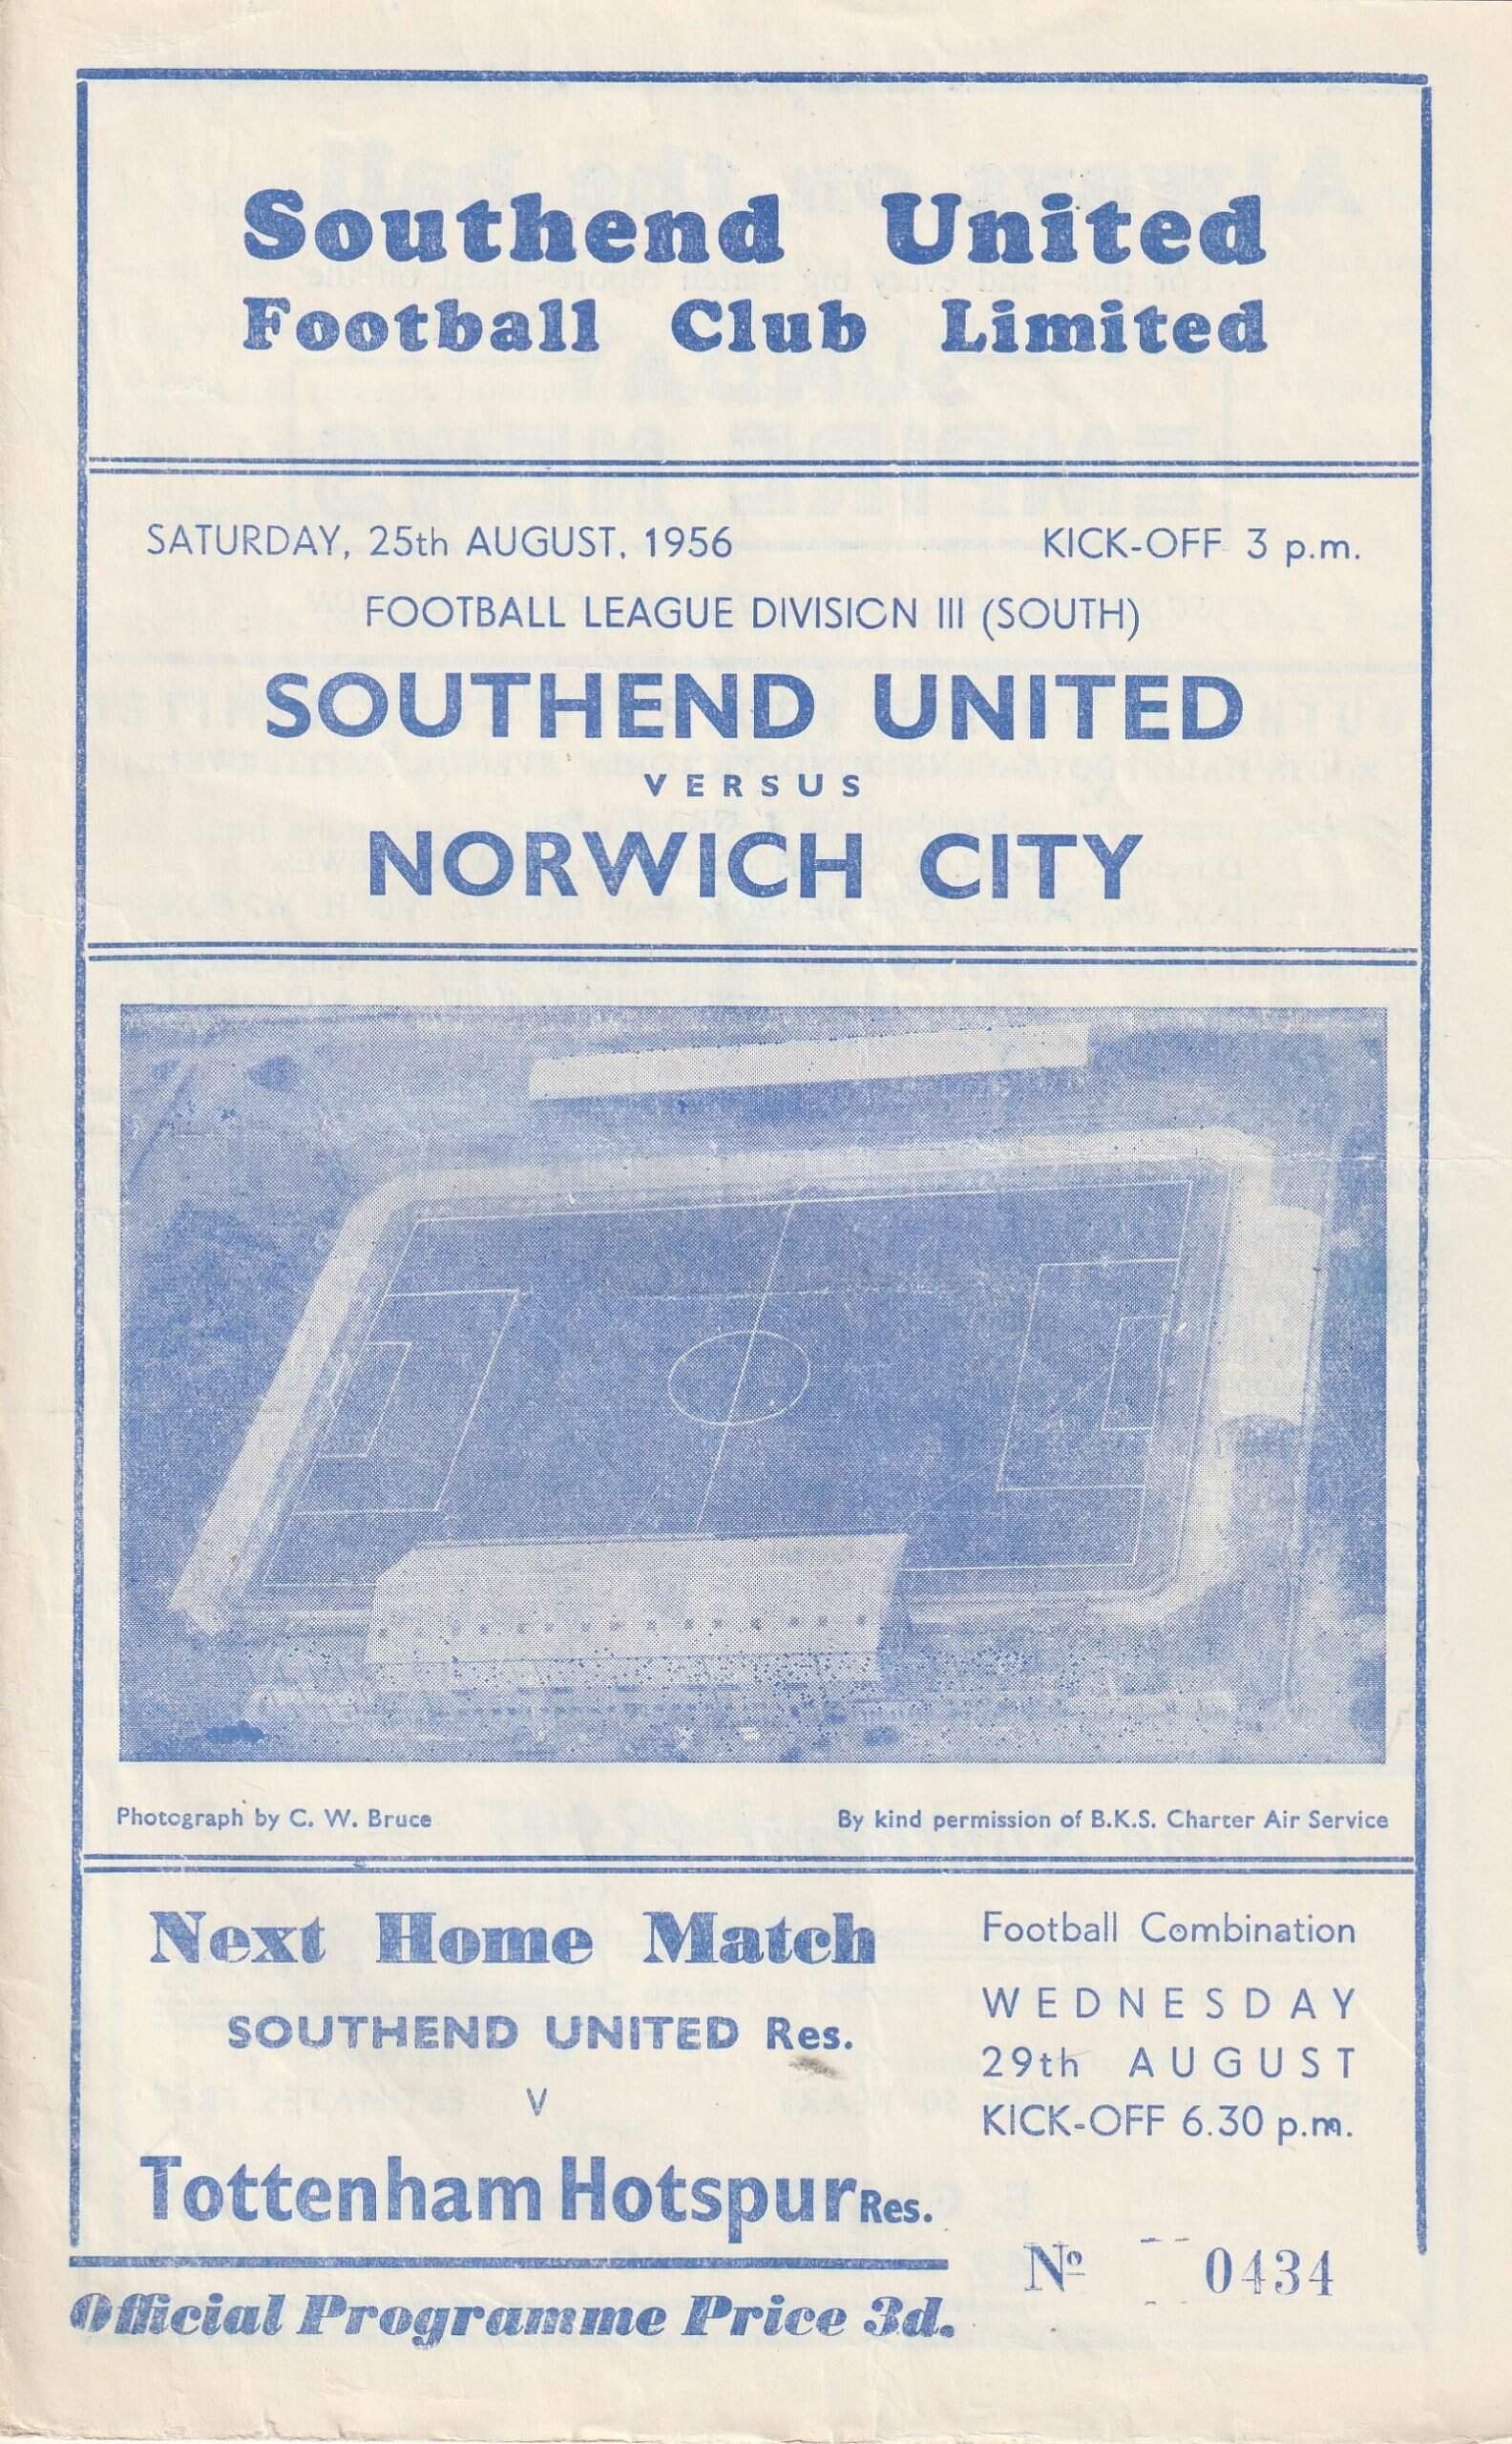 Southend United
Football Club Limited
SATURDAY, 25th AUGUST, 1956 KICK-OFF 3 p.m.
FOOTBALL LEAGUE DIVISION III (SOUTH)
SOUTHEND UNITED
VERSUS
NORWICH CITY
Photograph by C. W. Bruce By kind permission of B.K.S. Charter Air Service
Next Home Match
SOUTHEND UNITED Res.
V
Tottenham Hotspur Res.
Football Combination
WEDNESDAY
29th AUGUST
KICK-OFF 6.30 p.m.
Official Programme Price 3d.
Nº 0434